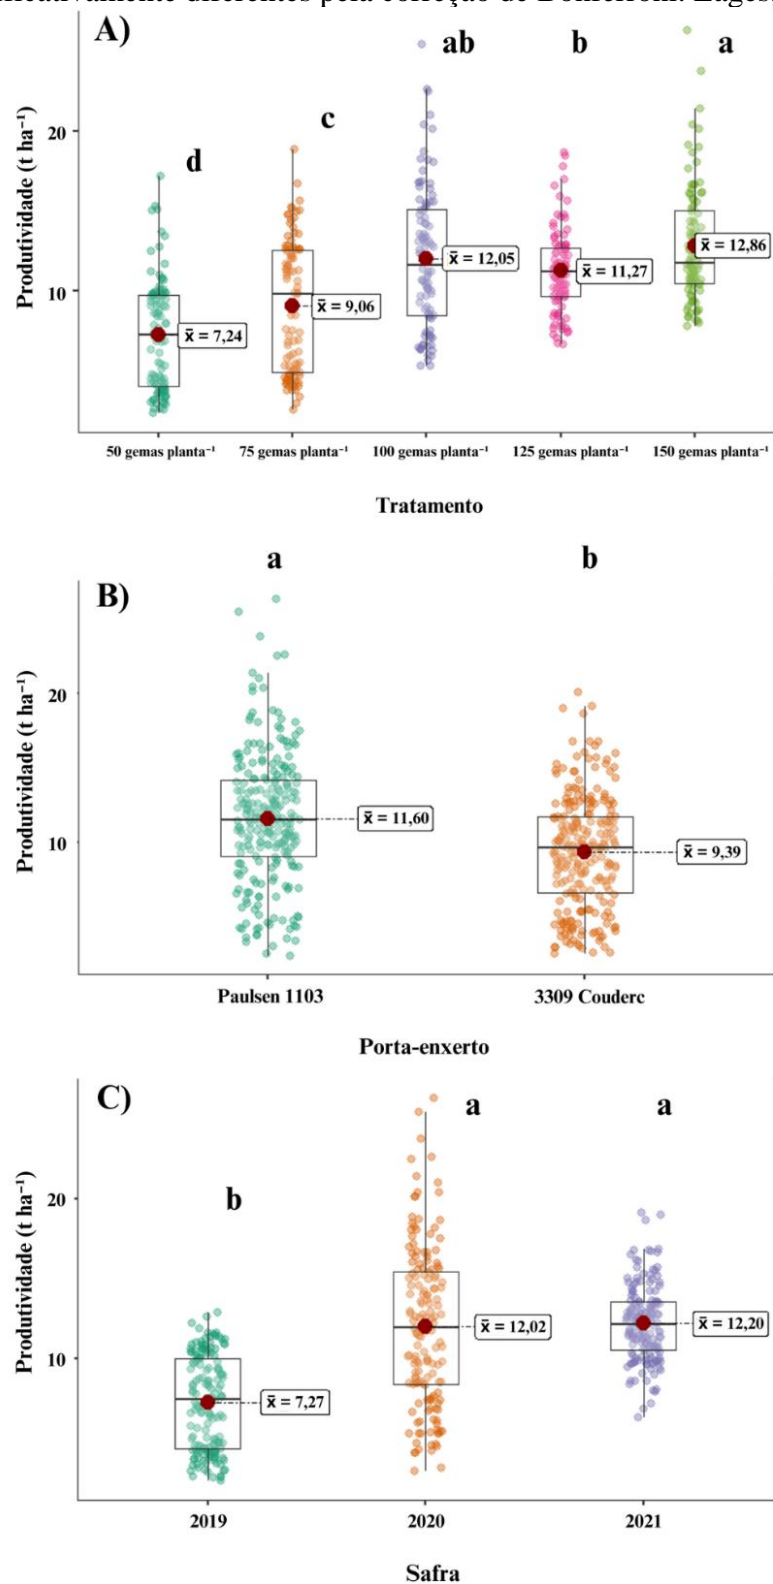 significativamente diferentes pela correção de Bonferroni. Lages,
A)
d
c
ab
b
a
Produtividade (t ha⁻¹)
20
10
x̄ = 7,24
x̄ = 9,06
x̄ = 12,05
x̄ = 11,27
x̄ = 12,86
50 gemas planta⁻¹ 75 gemas planta⁻¹ 100 gemas planta⁻¹ 125 gemas planta⁻¹ 150 gemas planta⁻¹
Tratamento
B)
a
b
Produtividade (t ha⁻¹)
20
10
x̄ = 11,60
x̄ = 9,39
Paulsen 1103 3309 Couderc
Porta-enxerto
C)
b
a
a
Produtividade (t ha⁻¹)
20
10
x̄ = 7,27
x̄ = 12,02
x̄ = 12,20
2019 2020 2021
Safra